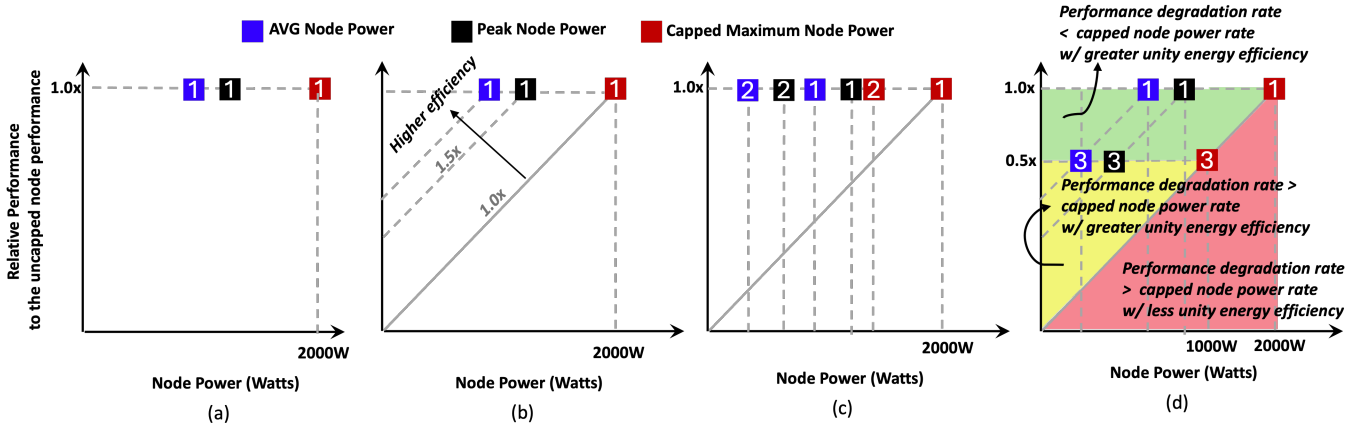 AVG Node Power
Peak Node Power
Capped Maximum Node Power
Relative Performance
to the uncapped node performance
1.0x
1
1
1
2000W
Node Power (Watts)
(a)
Higher efficiency
1.5x
1.0x
1
1
1
2000W
Node Power (Watts)
(b)
1.0x
2
2
1
1
2
1
2000W
Node Power (Watts)
(c)
Performance degradation rate
< capped node power rate
w/ greater unity energy efficiency
1.0x
1
1
1
0.5x
3
3
3
Performance degradation rate >
capped node power rate
w/ greater unity energy efficiency
Performance degradation rate
> capped node power rate
w/ less unity energy efficiency
1000W
2000W
Node Power (Watts)
(d)